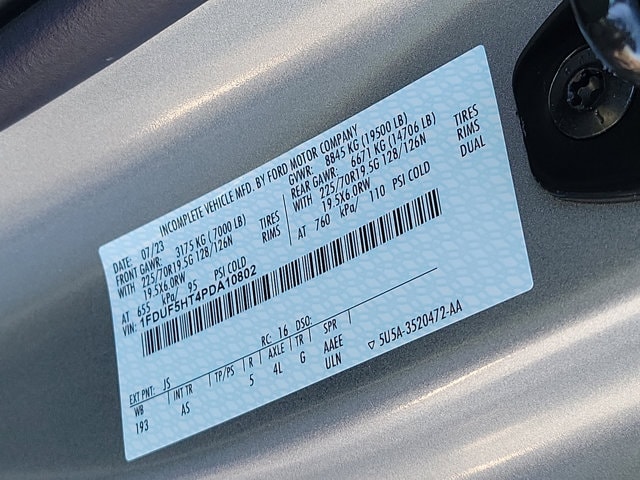 INCOMPLETE VEHICLE MFD. BY FORD MOTOR COMPANY
DATE: 07/23 GVWR: 8845 KG (19500 LB)
FRONT GAWR: 3175 KG (7000 LB) REAR GAWR: 6671 KG (14706 LB)
WITH 225/70R19.5G 128/126N TIRES WITH 225/70R19.5G 128/126N TIRES
19.5X6.0RW RIMS 19.5X6.0RW RIMS
AT 655 kPa/ 95 PSI COLD AT 760 kPa/ 110 PSI COLD DUAL
VIN: 1FDUF5HT4PDA10802
EXT PNT: JS RC: 16 DSO:
WB INT TR TP/PS R AXLE TR SPR
193 AS 5 4L G AAEE
ULN
5U5A-3520472-AA